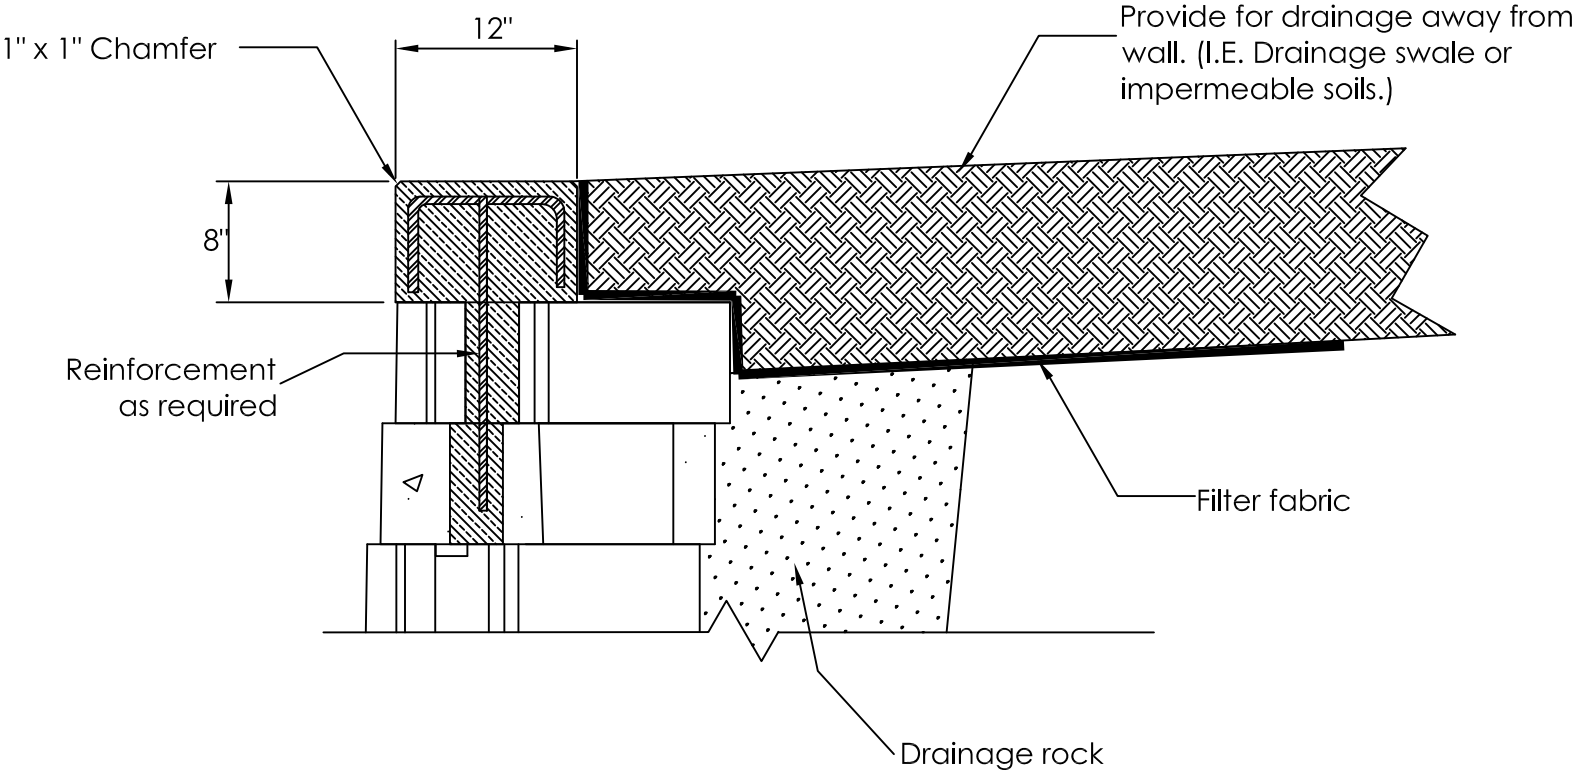 1" x 1" Chamfer
12"
Provide for drainage away from
wall. (I.E. Drainage swale or
impermeable soils.)
8"
Reinforcement
as required
Filter fabric
Drainage rock